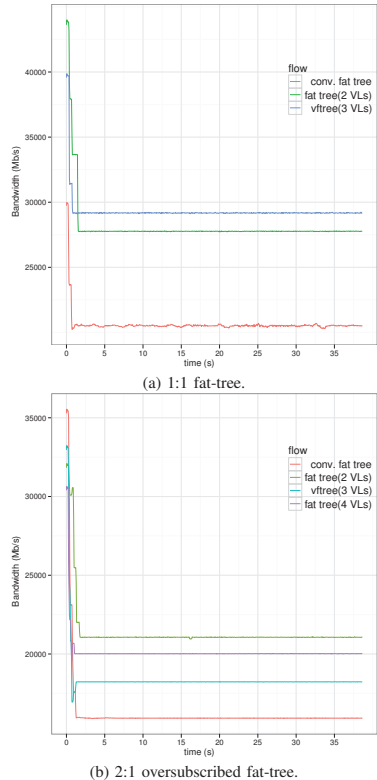 40000
35000
30000
25000
Bandwidth (Mb/s)
flow
conv. fat tree
fat tree(2 VLs)
vftree(3 VLs)
0 5 10 15 20 25 30 35
time (s)
(a) 1:1 fat-tree.
35000
30000
25000
20000
Bandwidth (Mb/s)
flow
conv. fat tree
fat tree(2 VLs)
vftree(3 VLs)
fat tree(4 VLs)
0 5 10 15 20 25 30 35
time (s)
(b) 2:1 oversubscribed fat-tree.